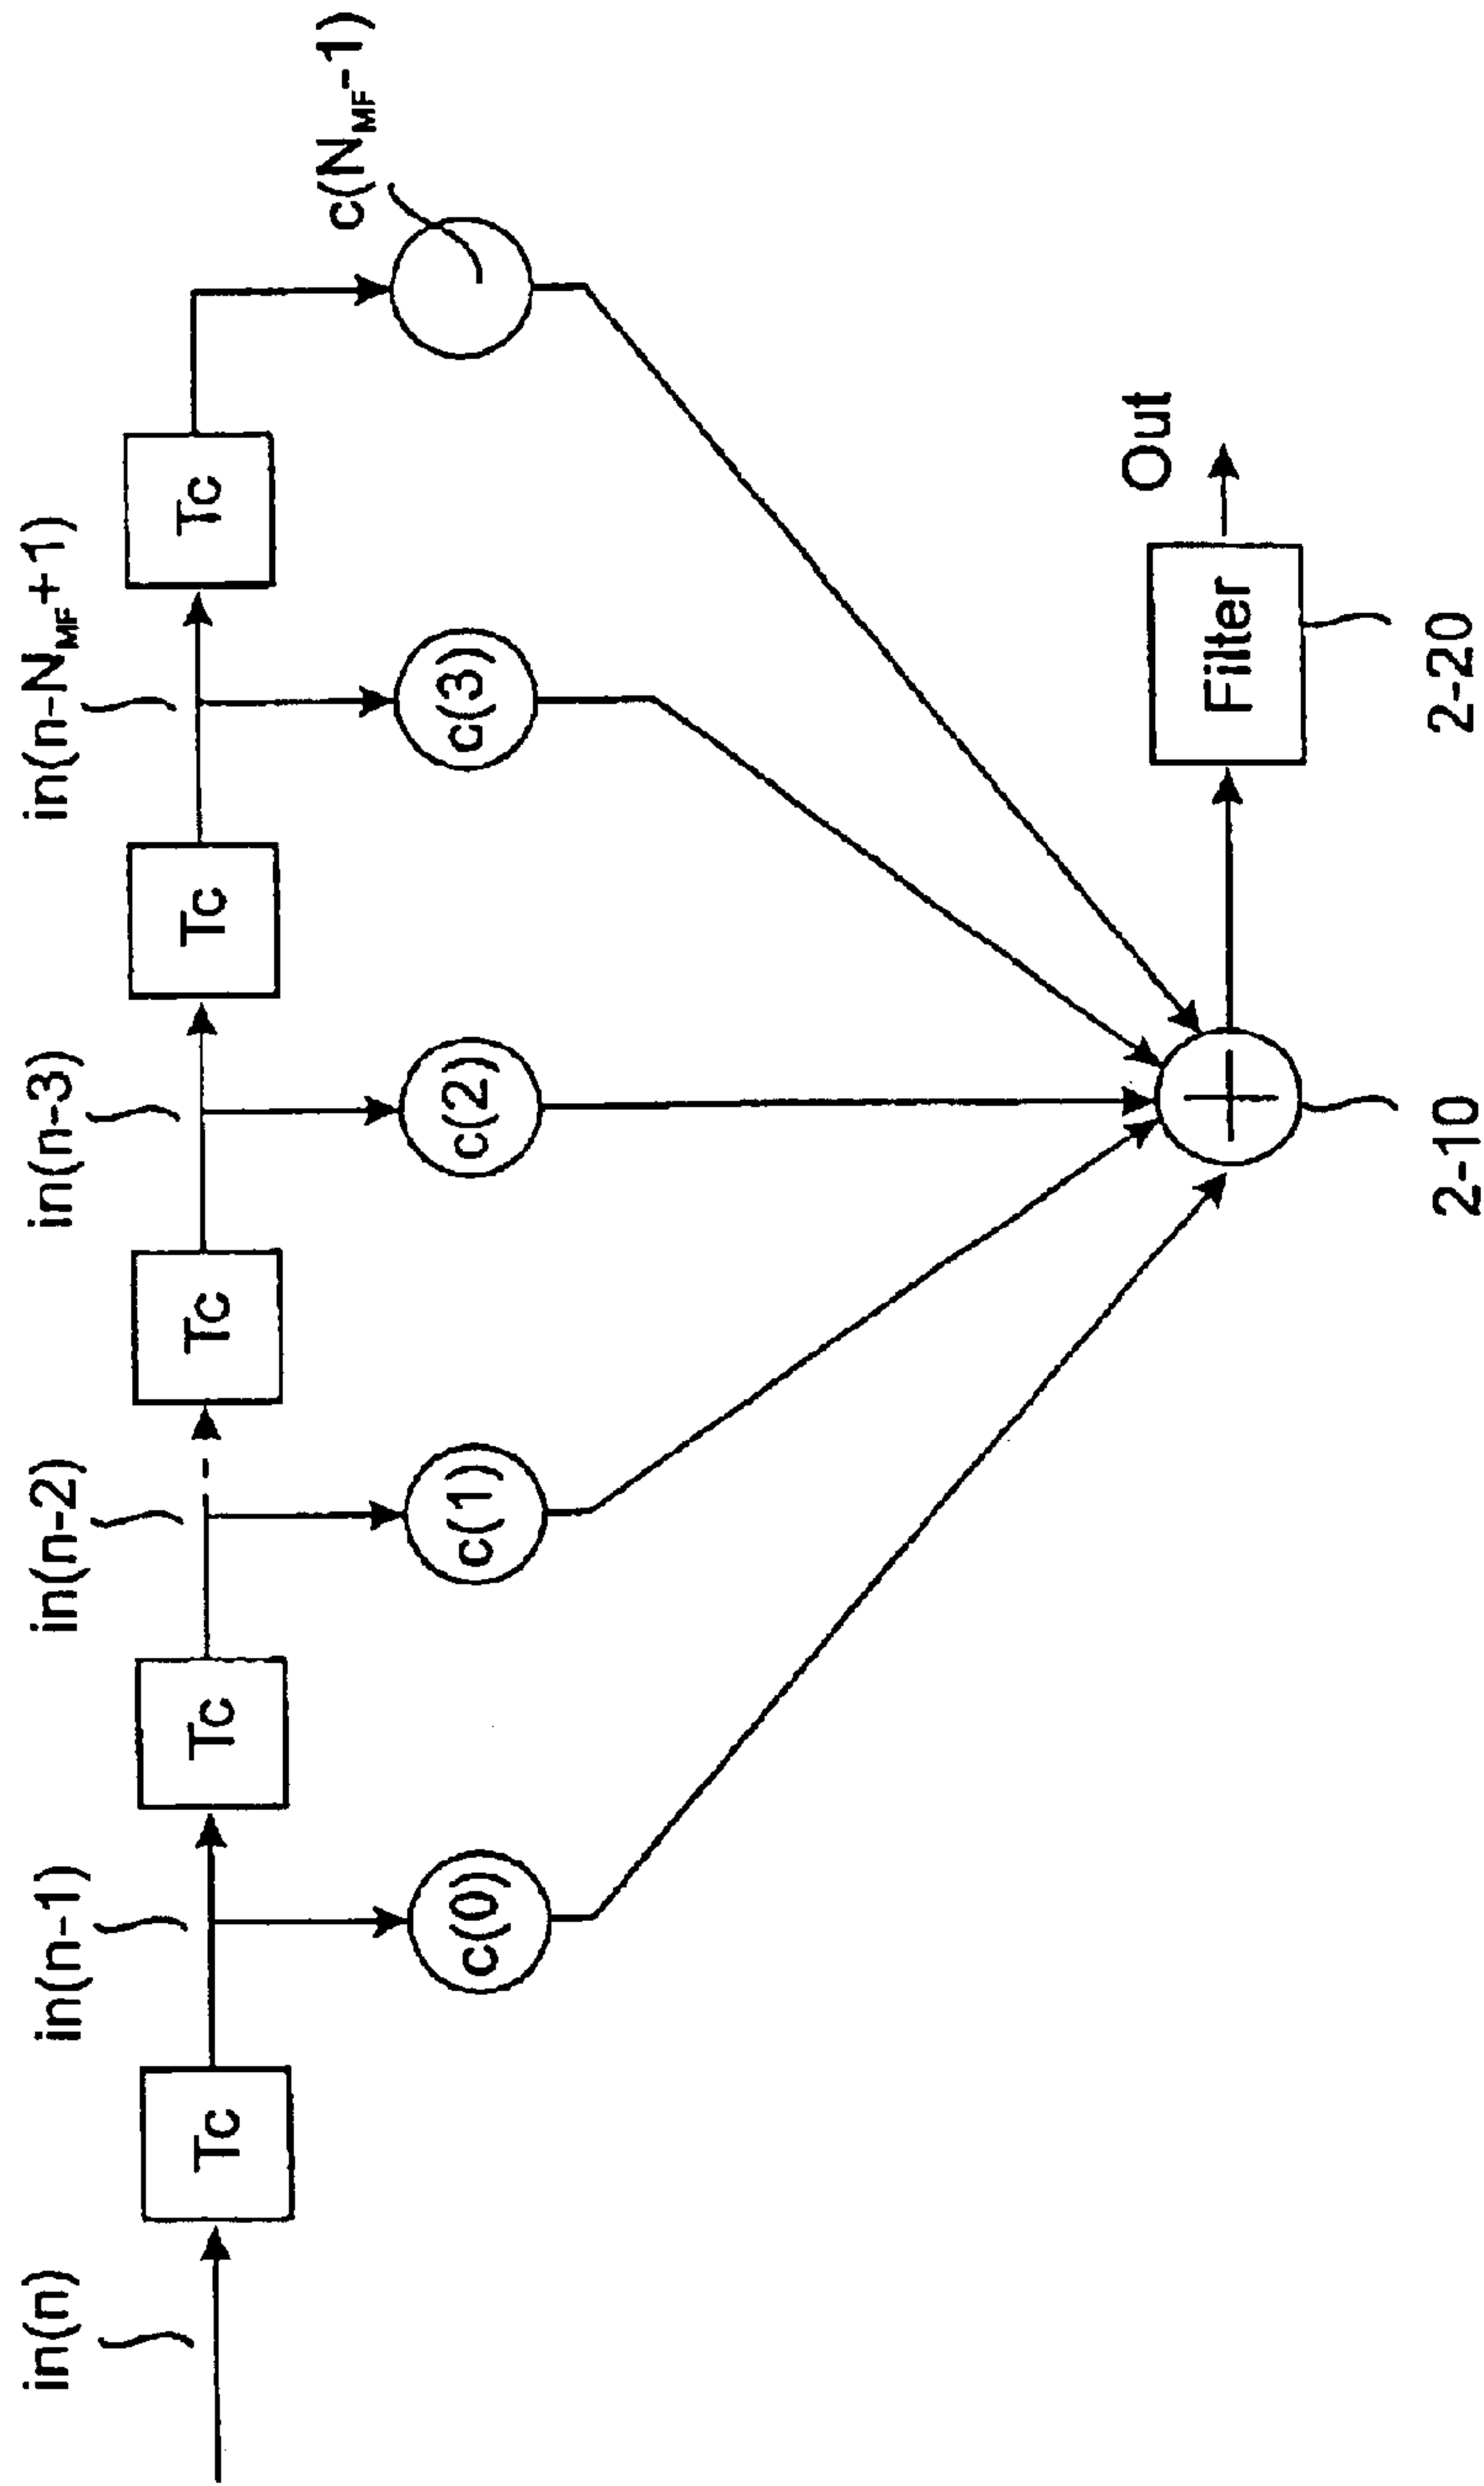 in(n)
in(n-1)
in(n-2)
in(n-3)
in(n-N_MF+1)
Tc
Tc
Tc
Tc
Tc
c(0)
c(1)
c(2)
c(3)
c(N_MF-1)
Filter
Out
2-10
2-20